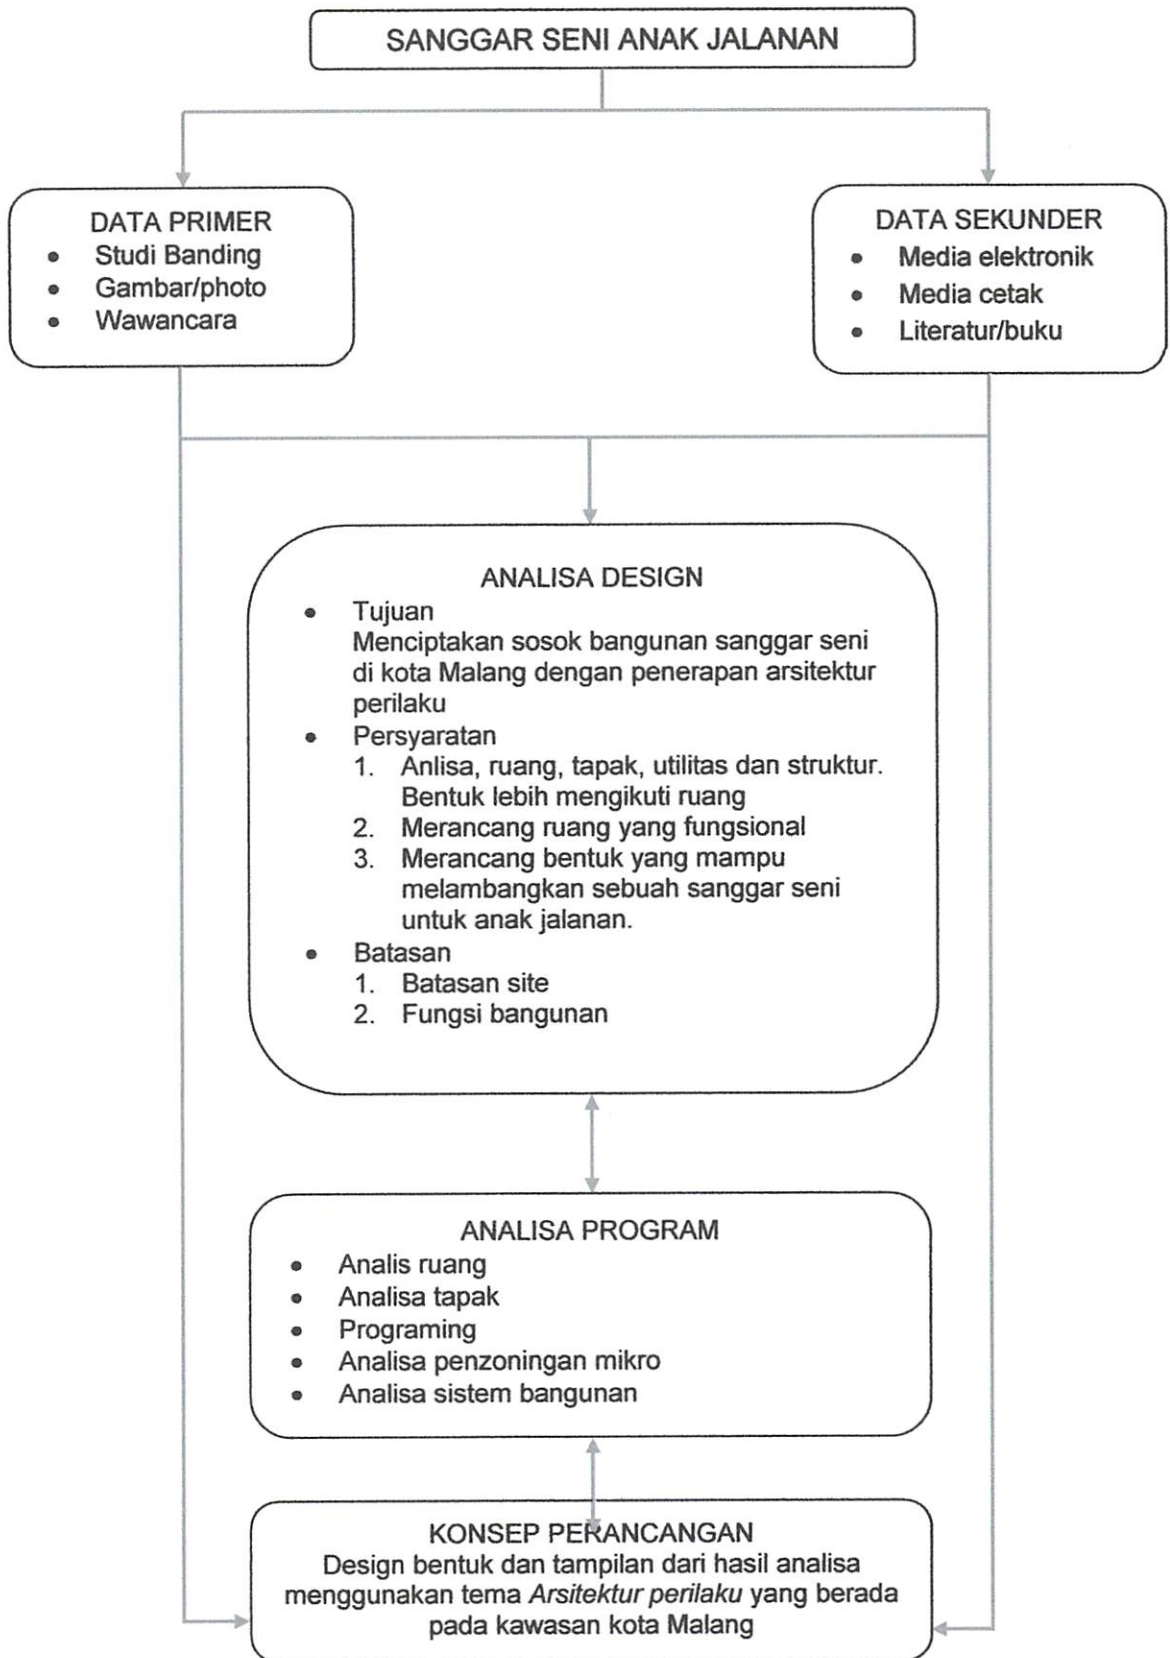 SANGGAR SENI ANAK JALANAN
DATA PRIMER
• Studi Banding
• Gambar/photo
• Wawancara
DATA SEKUNDER
• Media elektronik
• Media cetak
• Literatur/buku
ANALISA DESIGN
• Tujuan
Menciptakan sosok bangunan sanggar seni
di kota Malang dengan penerapan arsitektur
perilaku
• Persyaratan
1. Anlisa, ruang, tapak, utilitas dan struktur.
Bentuk lebih mengikuti ruang
2. Merancang ruang yang fungsional
3. Merancang bentuk yang mampu
melambangkan sebuah sanggar seni
untuk anak jalanan.
• Batasan
1. Batasan site
2. Fungsi bangunan
ANALISA PROGRAM
• Analis ruang
• Analisa tapak
• Programing
• Analisa penzoningan mikro
• Analisa sistem bangunan
KONSEP PERANCANGAN
Design bentuk dan tampilan dari hasil analisa
menggunakan tema Arsitektur perilaku yang berada
pada kawasan kota Malang